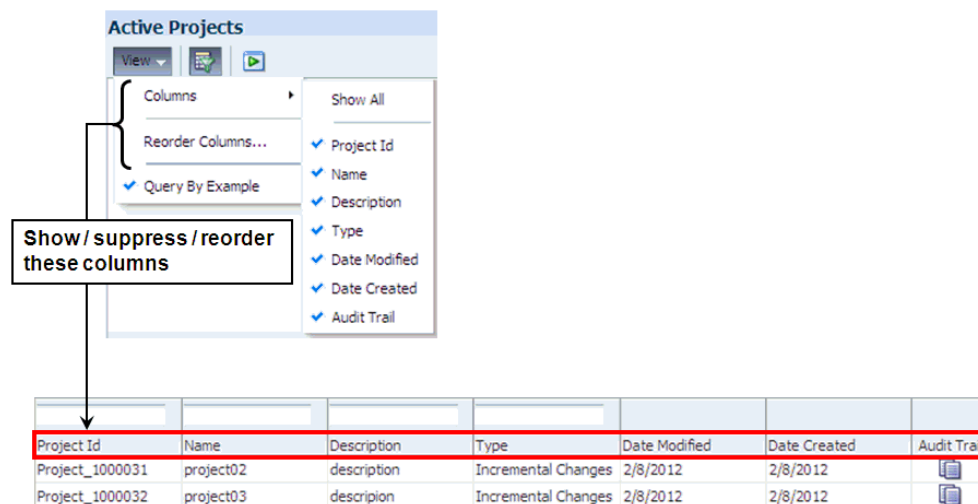 Active Projects
View
Columns
Show All
Reorder Columns...
Project Id
Name
Query By Example
Description
Type
Show / suppress / reorder
these columns
Date Modified
Date Created
Audit Trail
Project Id Name Description Type Date Modified Date Created Audit Trai
Project_1000031 project02 description Incremental Changes 2/8/2012 2/8/2012
Project_1000032 project03 descripion Incremental Changes 2/8/2012 2/8/2012